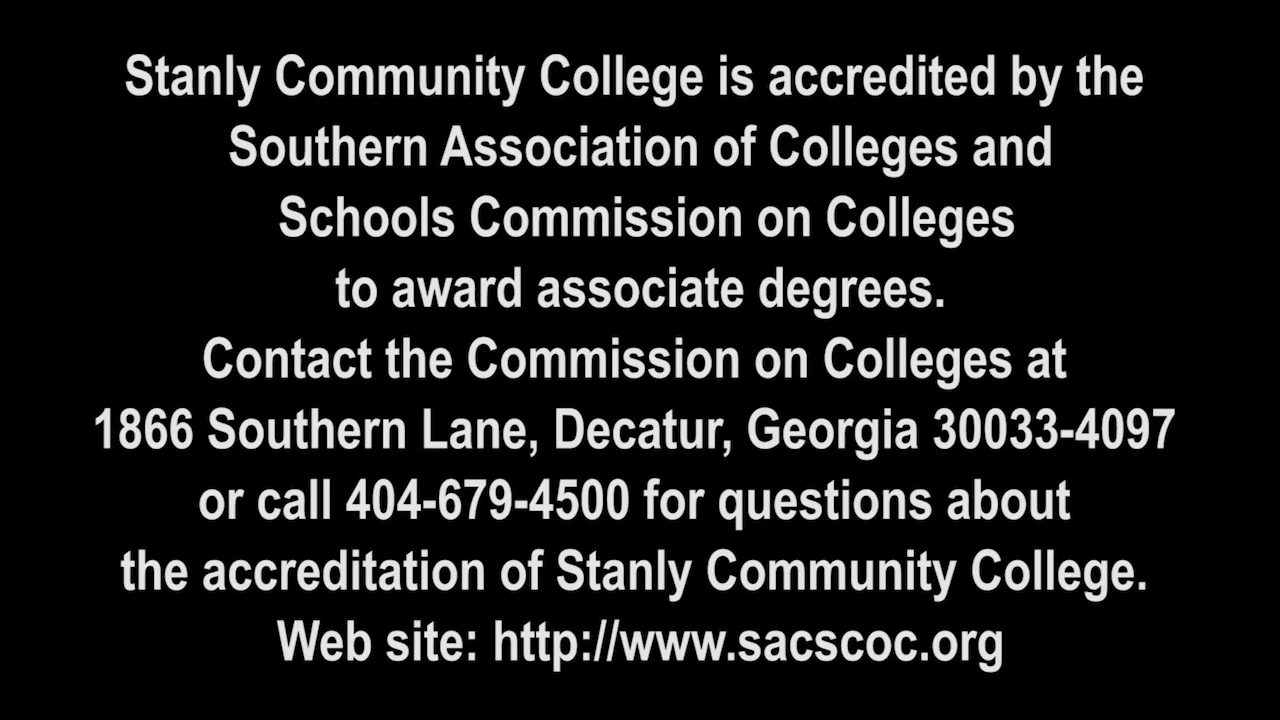 Stanly Community College is accredited by the
Southern Association of Colleges and
Schools Commission on Colleges
to award associate degrees.
Contact the Commission on Colleges at
1866 Southern Lane, Decatur, Georgia 30033-4097
or call 404-679-4500 for questions about
the accreditation of Stanly Community College.
Web site: http://www.sacscoc.org